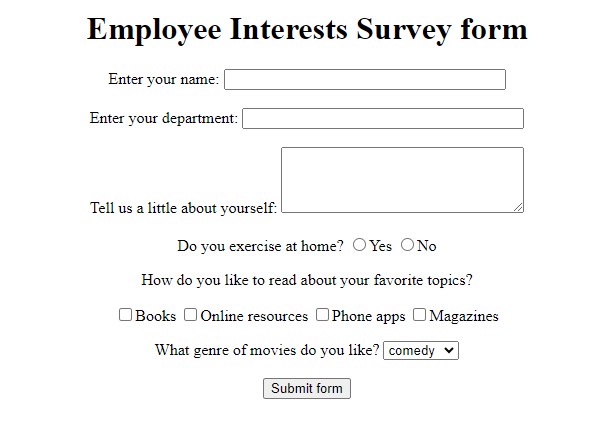 Employee Interests Survey form
Enter your name:
Enter your department:
Tell us a little about yourself:
Do you exercise at home? Yes No
How do you like to read about your favorite topics?
Books Online resources Phone apps Magazines
What genre of movies do you like? comedy
Submit form